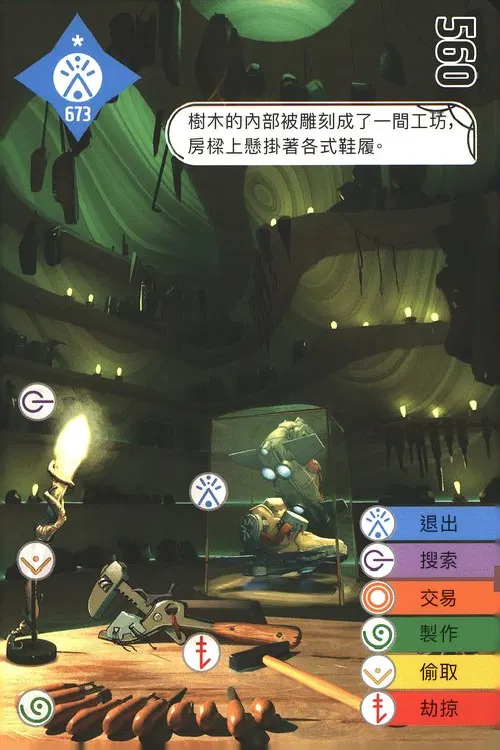 560
*
673
樹木的內部被雕刻成了一間工坊,
房樑上懸掛著各式鞋履。
退出
搜索
交易
製作
偷取
劫掠